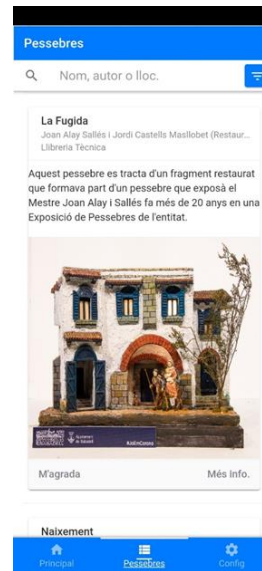 Pessebres
Nom, autor o lloc.
La Fugida
Joan Alay Sallés i Jordi Castells Masllobet (Restaur...
Llibreria Tècnica
Aquest pessebre es tracta d'un fragment restaurat
que formava part d'un pessebre que exposà el
Mestre Joan Alay i Sallés fa més de 20 anys en una
Exposició de Pessebres de l'entitat.
M'agrada
Més Info.
Naixement
Principal
Pessebres
Config